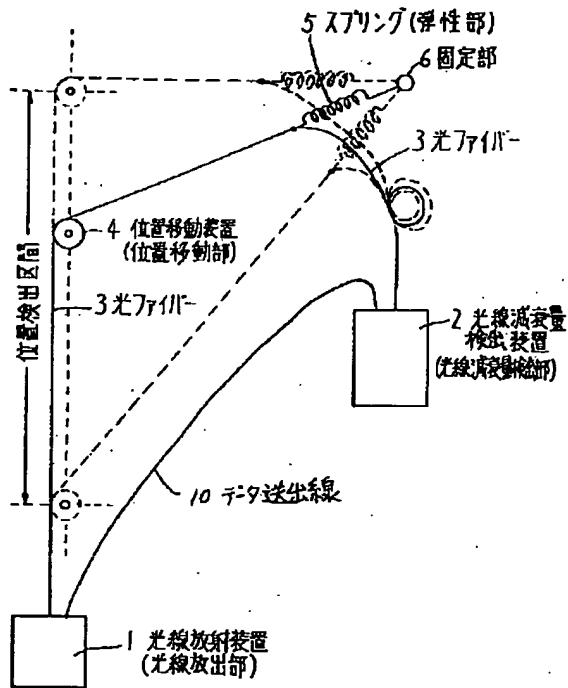 5 スプリング(弾性部)
6 固定部
3 光ファイバー
4 位置移動装置
(位置移動部)
位置検出区間
3 光ファイバー
2 光線減衰量
検出装置
(光線減衰量検出部)
10 データ送出線
1 光線放射装置
(光線放出部)